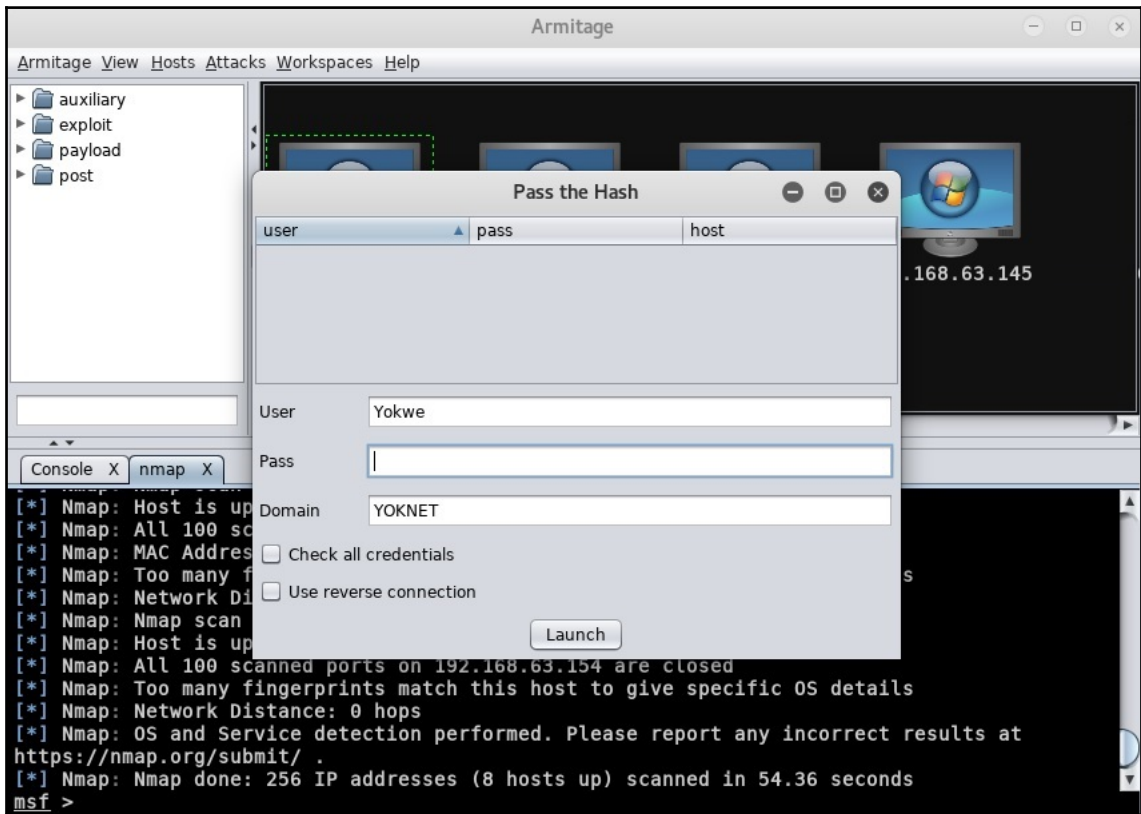 Armitage
Armitage View Hosts Attacks Workspaces Help
auxiliary
exploit
payload
post
.168.63.145
Pass the Hash
user pass host
User Yokwe
Pass
Domain YOKNET
Check all credentials
Use reverse connection
Launch
Console X nmap X
[*] Nmap: Host is up
[*] Nmap: All 100 sc
[*] Nmap: MAC Addres
[*] Nmap: Too many f s
[*] Nmap: Network Di
[*] Nmap: Nmap scan
[*] Nmap: Host is up
[*] Nmap: All 100 scanned ports on 192.168.63.154 are closed
[*] Nmap: Too many fingerprints match this host to give specific OS details
[*] Nmap: Network Distance: 0 hops
[*] Nmap: OS and Service detection performed. Please report any incorrect results at
https://nmap.org/submit/ .
[*] Nmap: Nmap done: 256 IP addresses (8 hosts up) scanned in 54.36 seconds
msf >